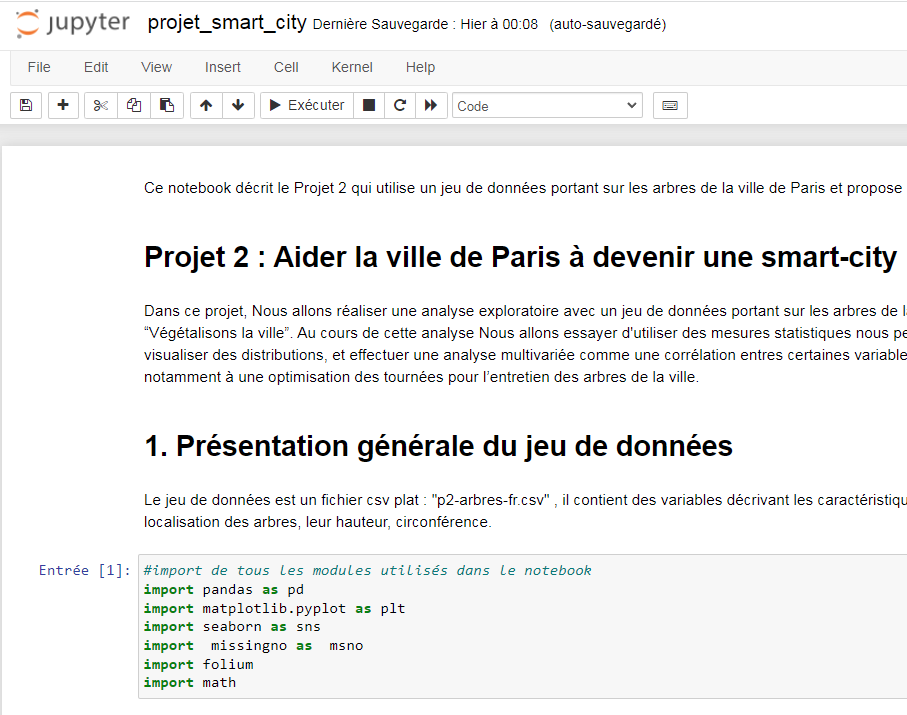 jupyter projet_smart_city Dernière Sauvegarde : Hier à 00:08 (auto-sauvegardé)
File Edit View Insert Cell Kernel Help
Exécuter Code
Ce notebook décrit le Projet 2 qui utilise un jeu de données portant sur les arbres de la ville de Paris et propose
Projet 2 : Aider la ville de Paris à devenir une smart-city
Dans ce projet, Nous allons réaliser une analyse exploratoire avec un jeu de données portant sur les arbres de
“Végétalisons la ville”. Au cours de cette analyse Nous allons essayer d'utiliser des mesures statistiques nous
visualiser des distributions, et effectuer une analyse multivariée comme une corrélation entres certaines variable
notamment à une optimisation des tournées pour l’entretien des arbres de la ville.
1. Présentation générale du jeu de données
Le jeu de données est un fichier csv plat : "p2-arbres-fr.csv" , il contient des variables décrivant les caractéristiqu
localisation des arbres, leur hauteur, circonférence.
Entrée [1]: #import de tous les modules utilisés dans le notebook
import pandas as pd
import matplotlib.pyplot as plt
import seaborn as sns
import  missingno as  msno
import folium
import math